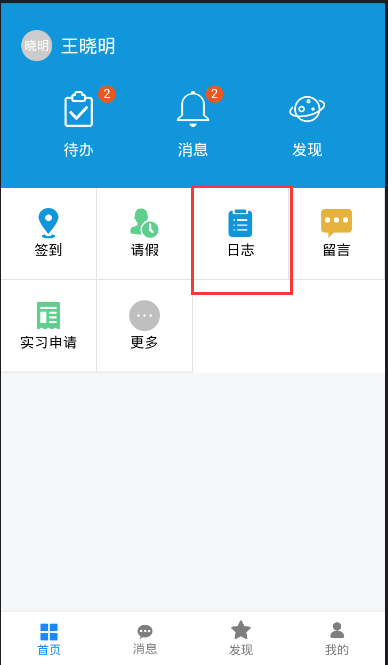 晓明 王晓明
2 2
待办 消息 发现
签到 请假 日志 留言
实习申请 更多
首页 消息 发现 我的